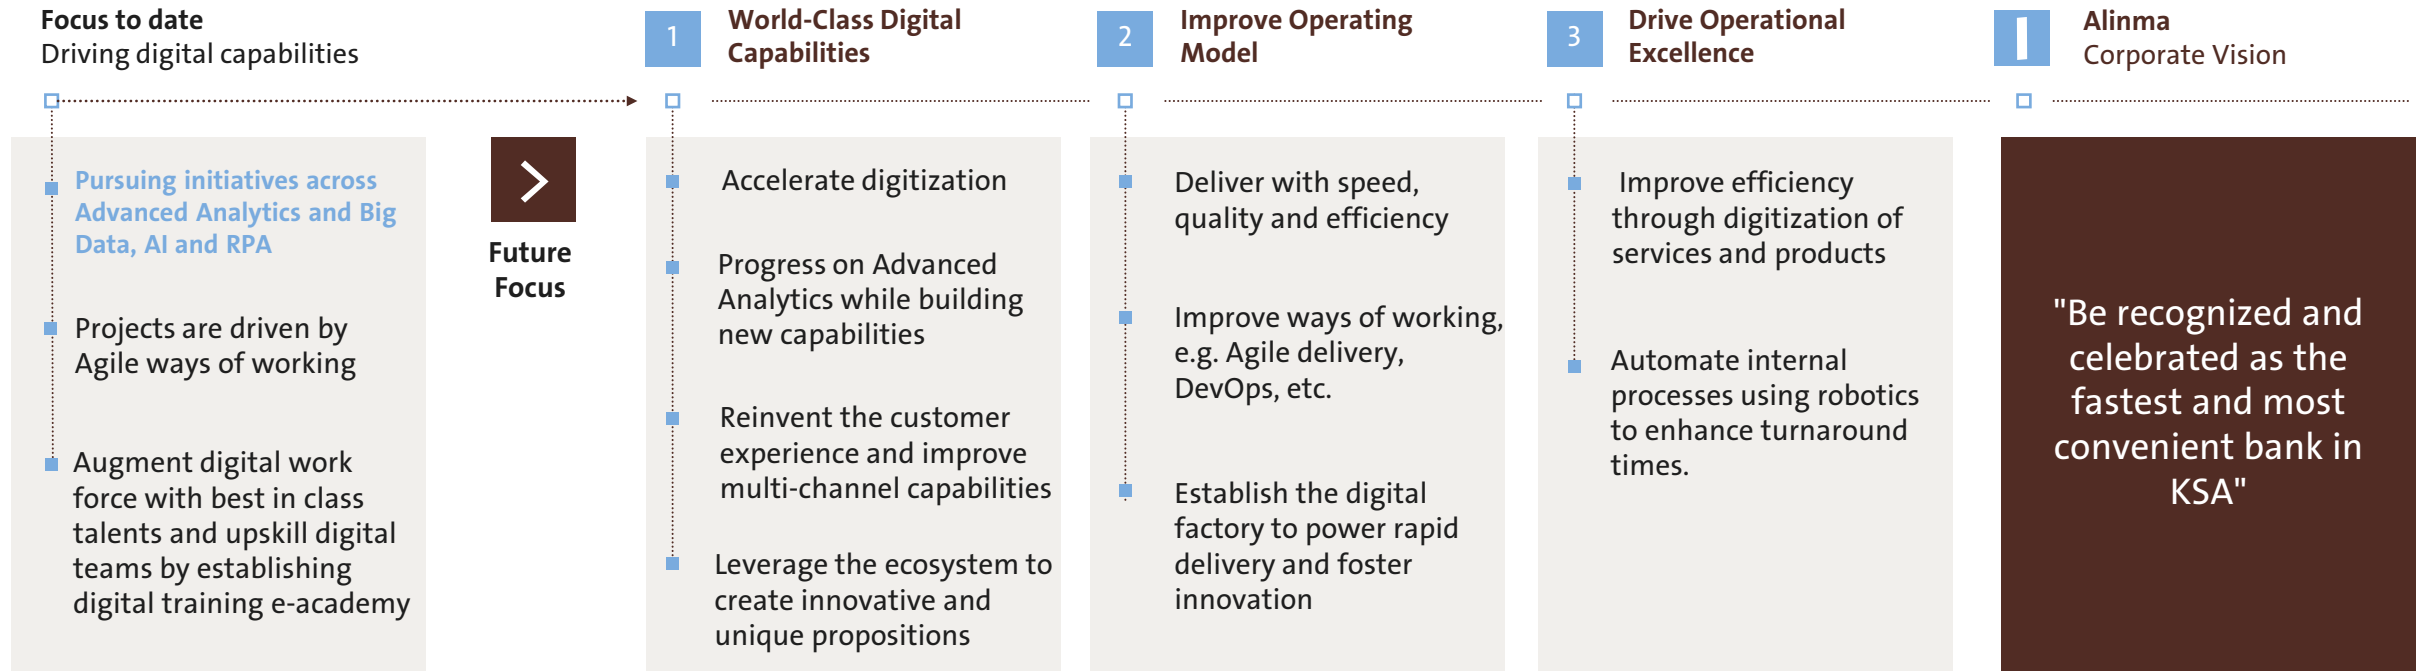 Focus to date
Driving digital capabilities
Pursuing initiatives across
Advanced Analytics and Big
Data, AI and RPA
Projects are driven by
Agile ways of working
Augment digital work
force with best in class
talents and upskill digital
teams by establishing
digital training e-academy
Future
Focus
1
World-Class Digital
Capabilities
Accelerate digitization
Progress on Advanced
Analytics while building
new capabilities
Reinvent the customer
experience and improve
multi-channel capabilities
Leverage the ecosystem to
create innovative and
unique propositions
2
Improve Operating
Model
Deliver with speed,
quality and efficiency
Improve ways of working,
e.g. Agile delivery,
DevOps, etc.
Establish the digital
factory to power rapid
delivery and foster
innovation
3
Drive Operational
Excellence
Improve efficiency
through digitization of
services and products
Automate internal
processes using robotics
to enhance turnaround
times.
Alinma
Corporate Vision
"Be recognized and
celebrated as the
fastest and most
convenient bank in
KSA"